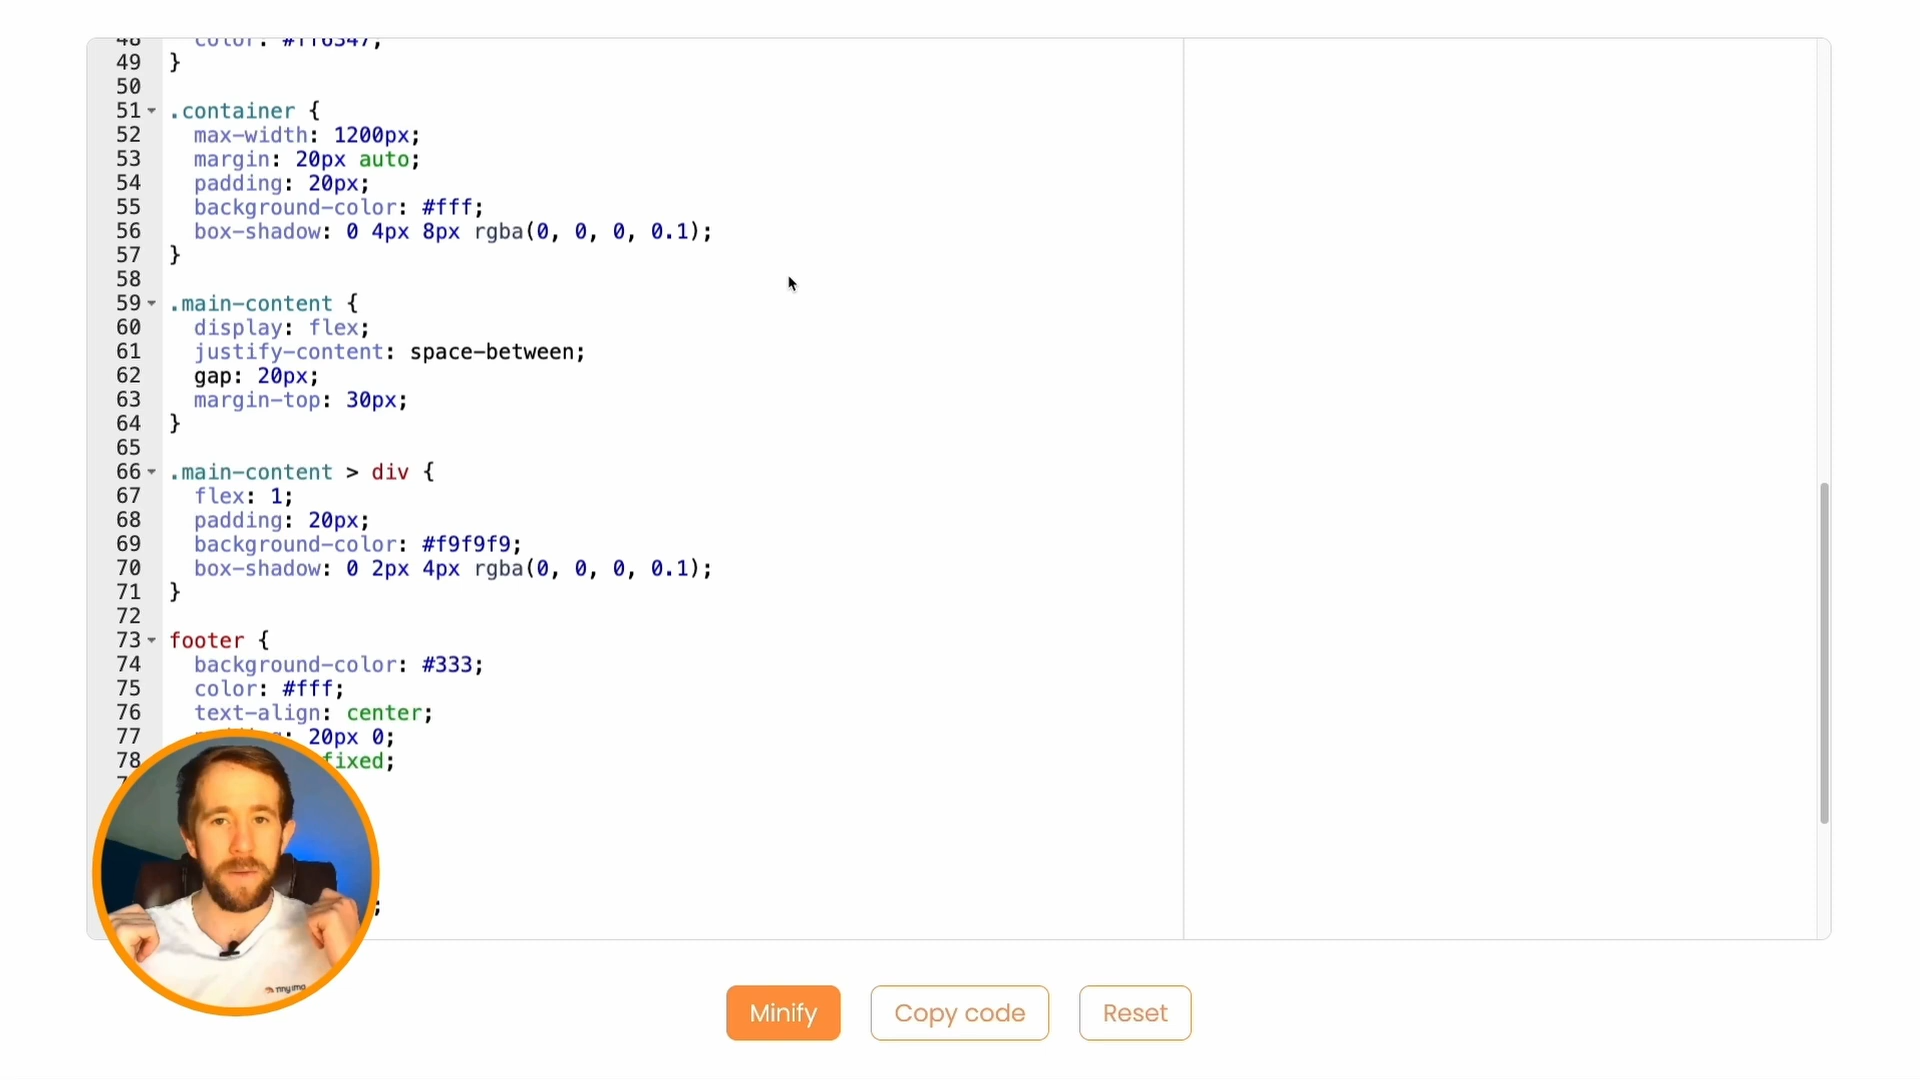 48 color: #ff6347;
49 }
50
51 .container {
52 max-width: 1200px;
53 margin: 20px auto;
54 padding: 20px;
55 background-color: #fff;
56 box-shadow: 0 4px 8px rgba(0, 0, 0, 0.1);
57 }
58
59 .main-content {
60 display: flex;
61 justify-content: space-between;
62 gap: 20px;
63 margin-top: 30px;
64 }
65
66 .main-content > div {
67 flex: 1;
68 padding: 20px;
69 background-color: #f9f9f9;
70 box-shadow: 0 2px 4px rgba(0, 0, 0, 0.1);
71 }
72
73 footer {
74 background-color: #333;
75 color: #fff;
76 text-align: center;
77 20px 0;
78 fixed;
;
Minify Copy code Reset